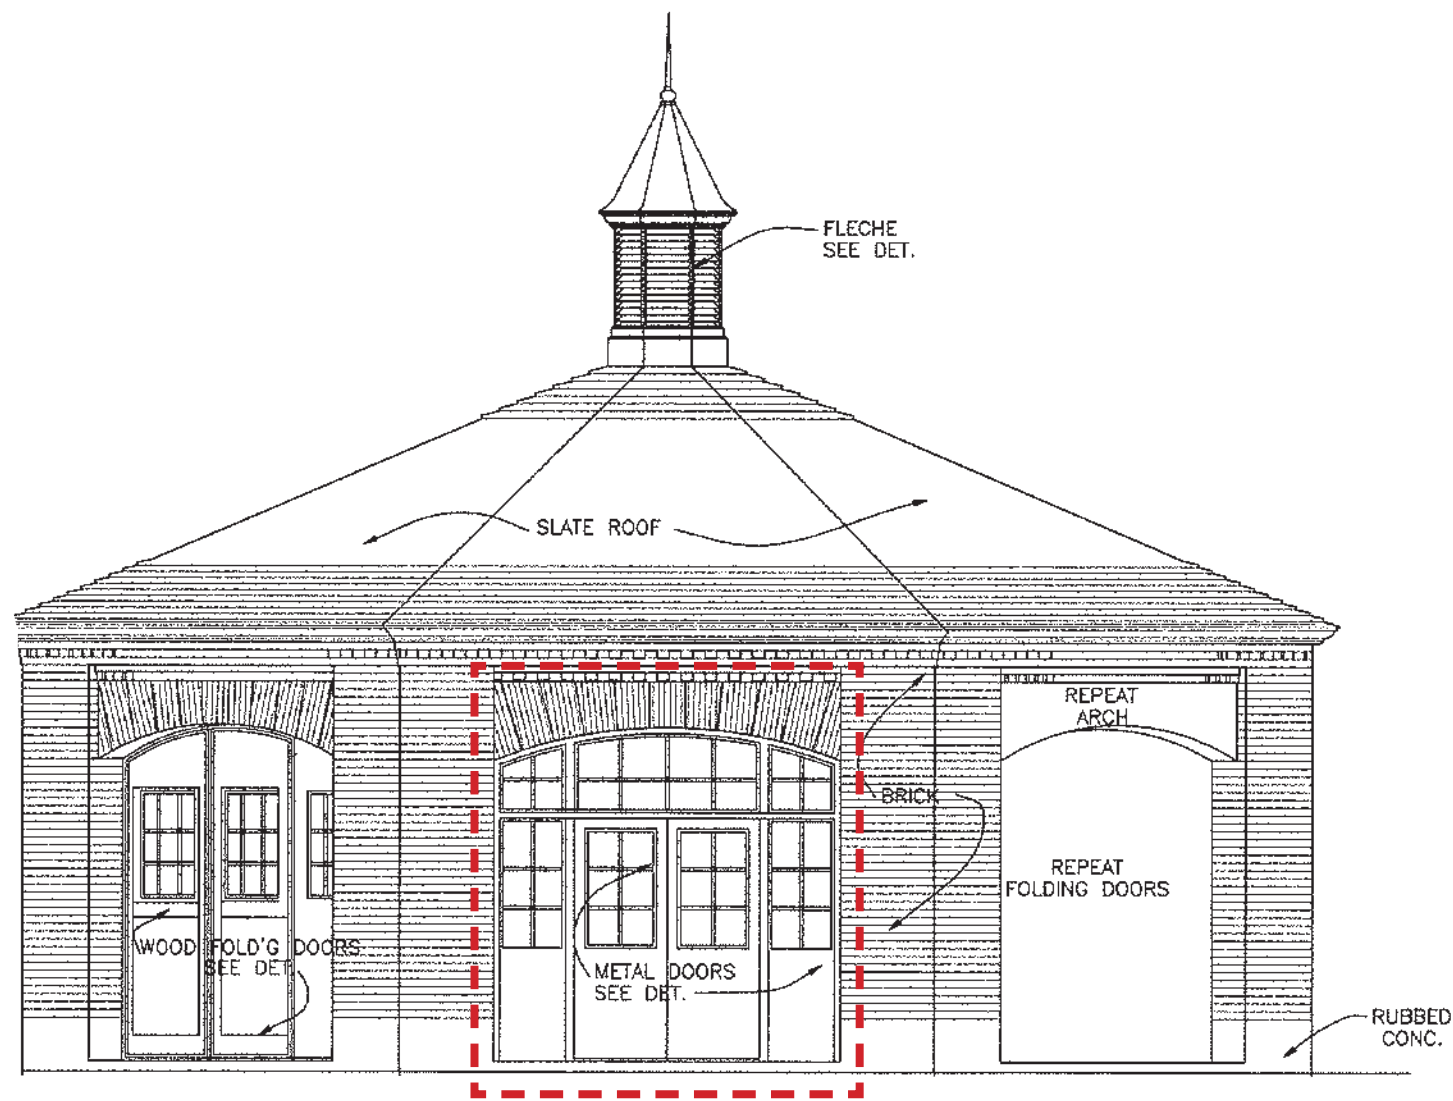 FLECHE
SEE DET.
SLATE ROOF
REPEAT
ARCH
BRICK
REPEAT
FOLDING DOORS
WOOD FOLD'G DOORS
SEE DET.
METAL DOORS
SEE DET.
RUBBED
CONC.